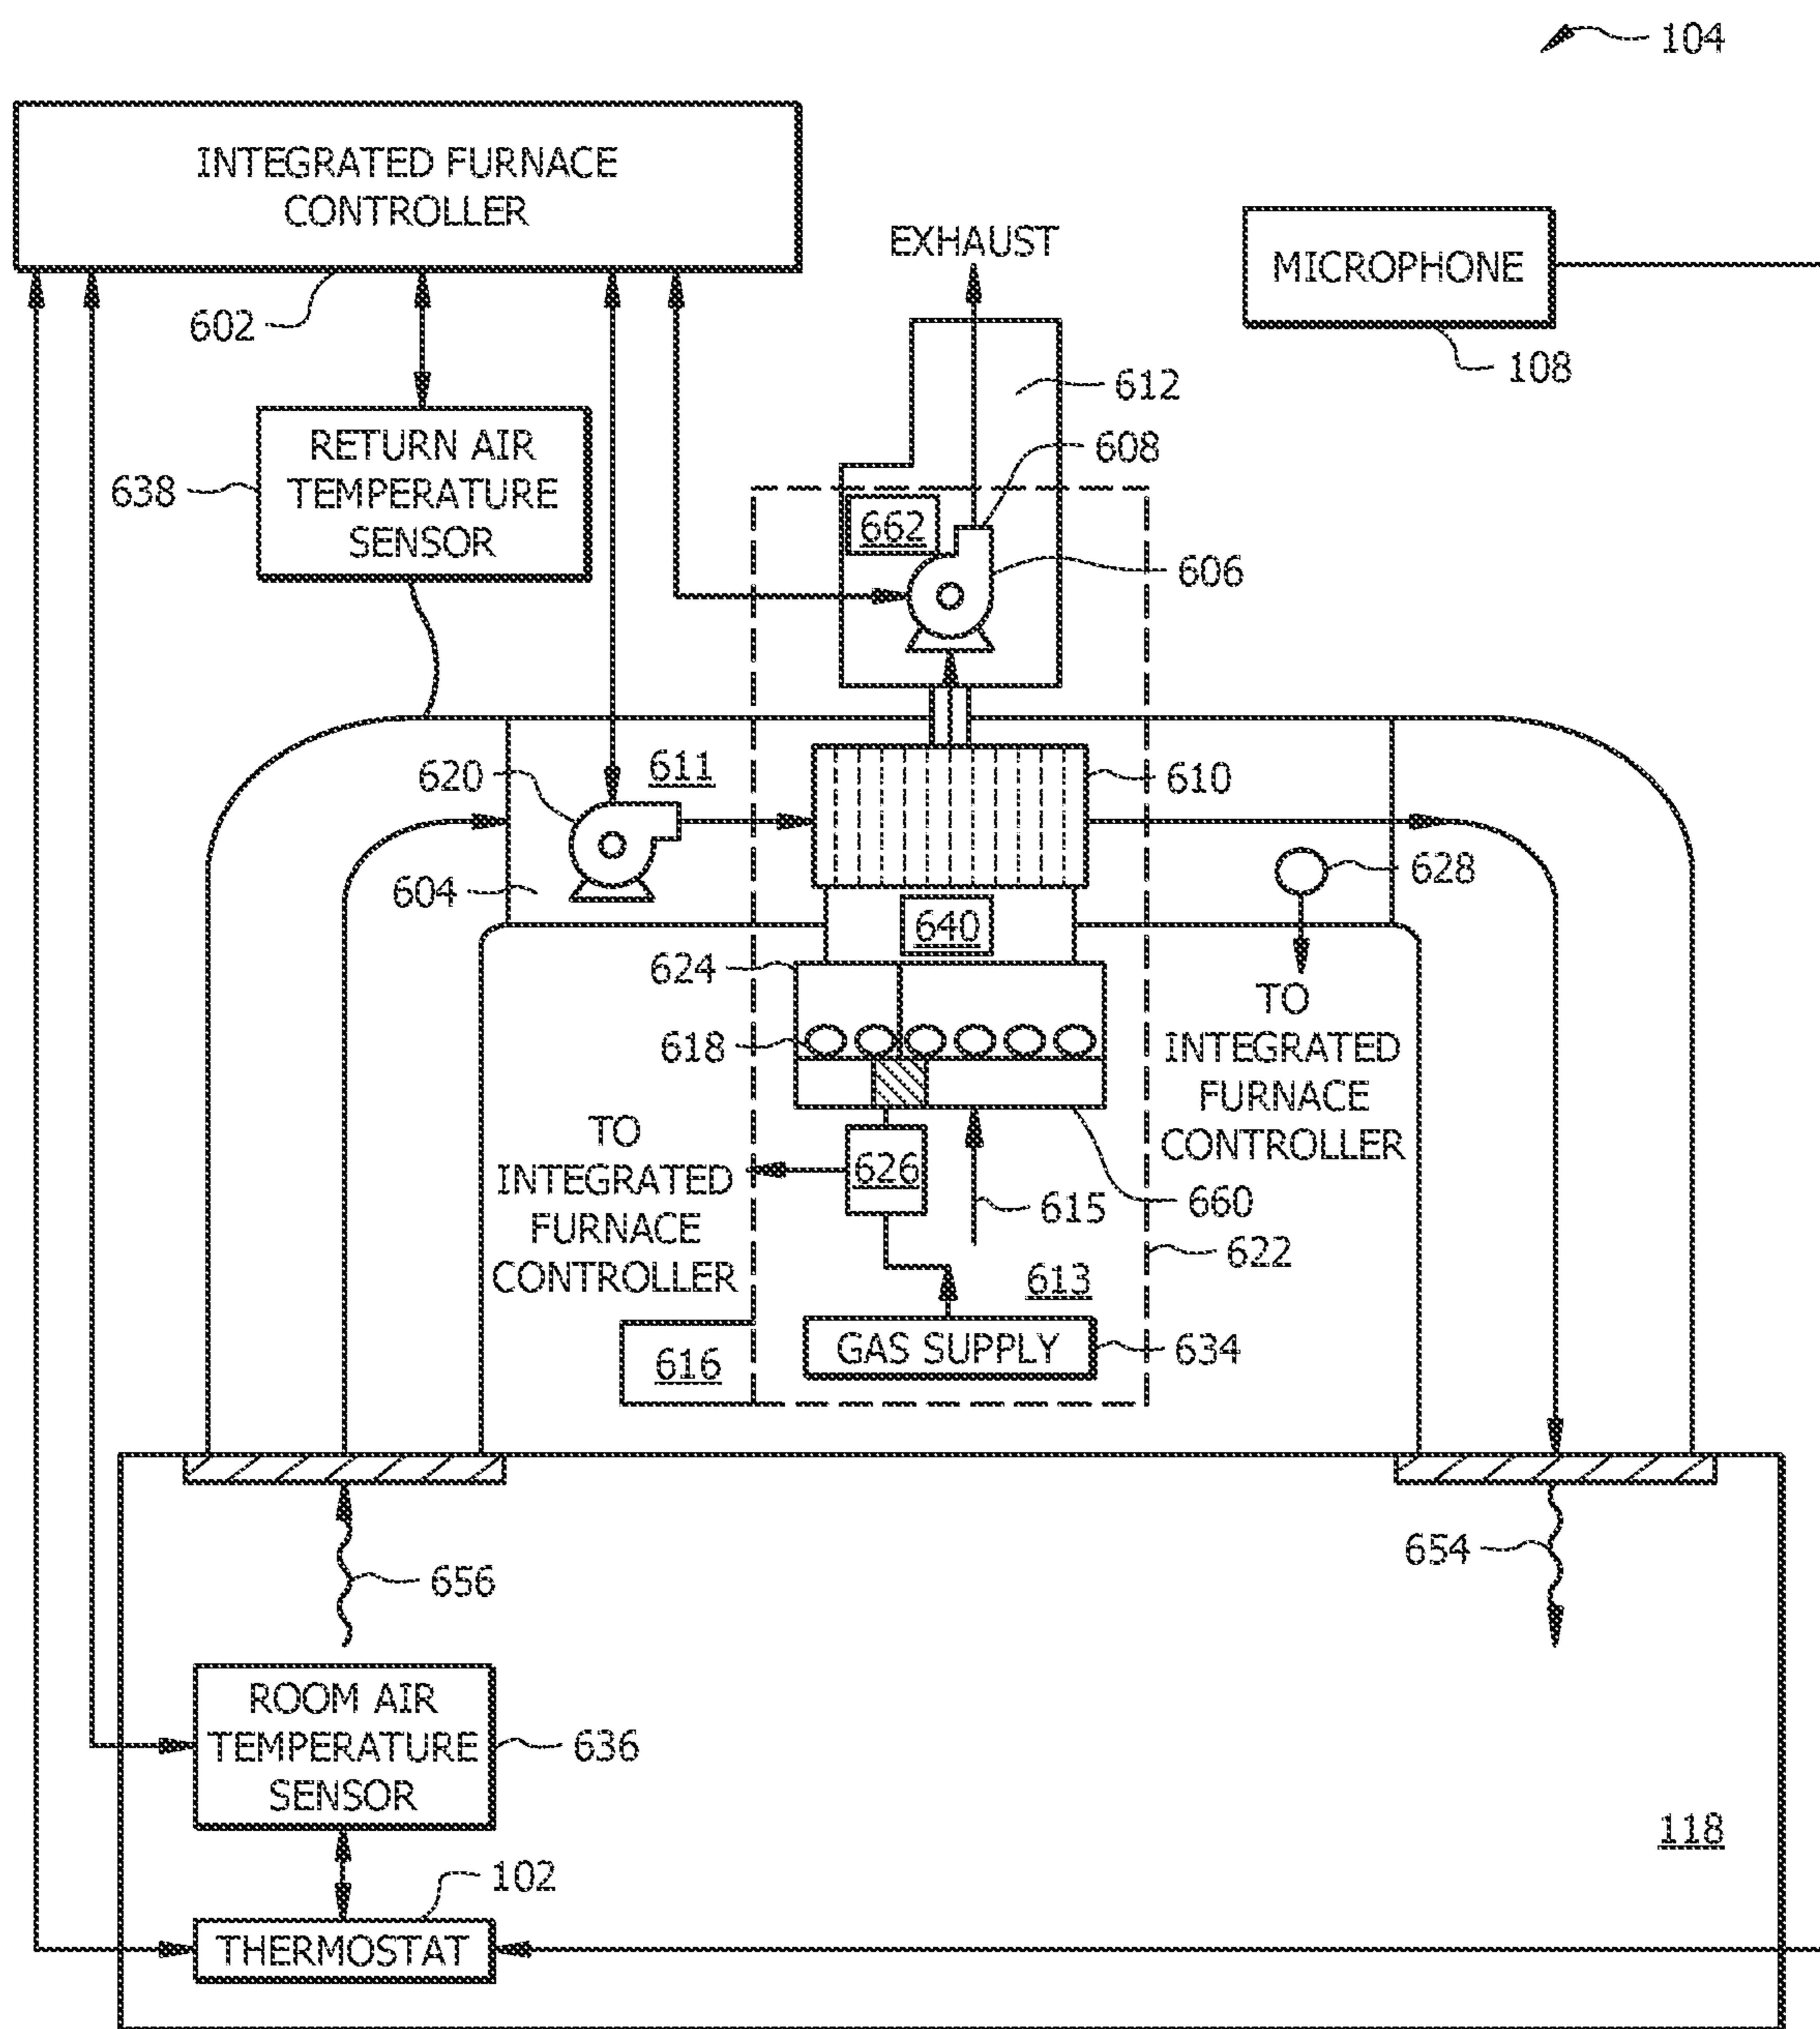 104
INTEGRATED FURNACE
CONTROLLER
602
EXHAUST
MICROPHONE
108
612
608
RETURN AIR
TEMPERATURE
SENSOR
638
662
606
620
611
610
604
628
640
624
618
TO
INTEGRATED
FURNACE
CONTROLLER
TO
INTEGRATED
FURNACE
CONTROLLER
626
615
660
622
613
616
GAS SUPPLY
634
656
654
ROOM AIR
TEMPERATURE
SENSOR
636
118
102
THERMOSTAT